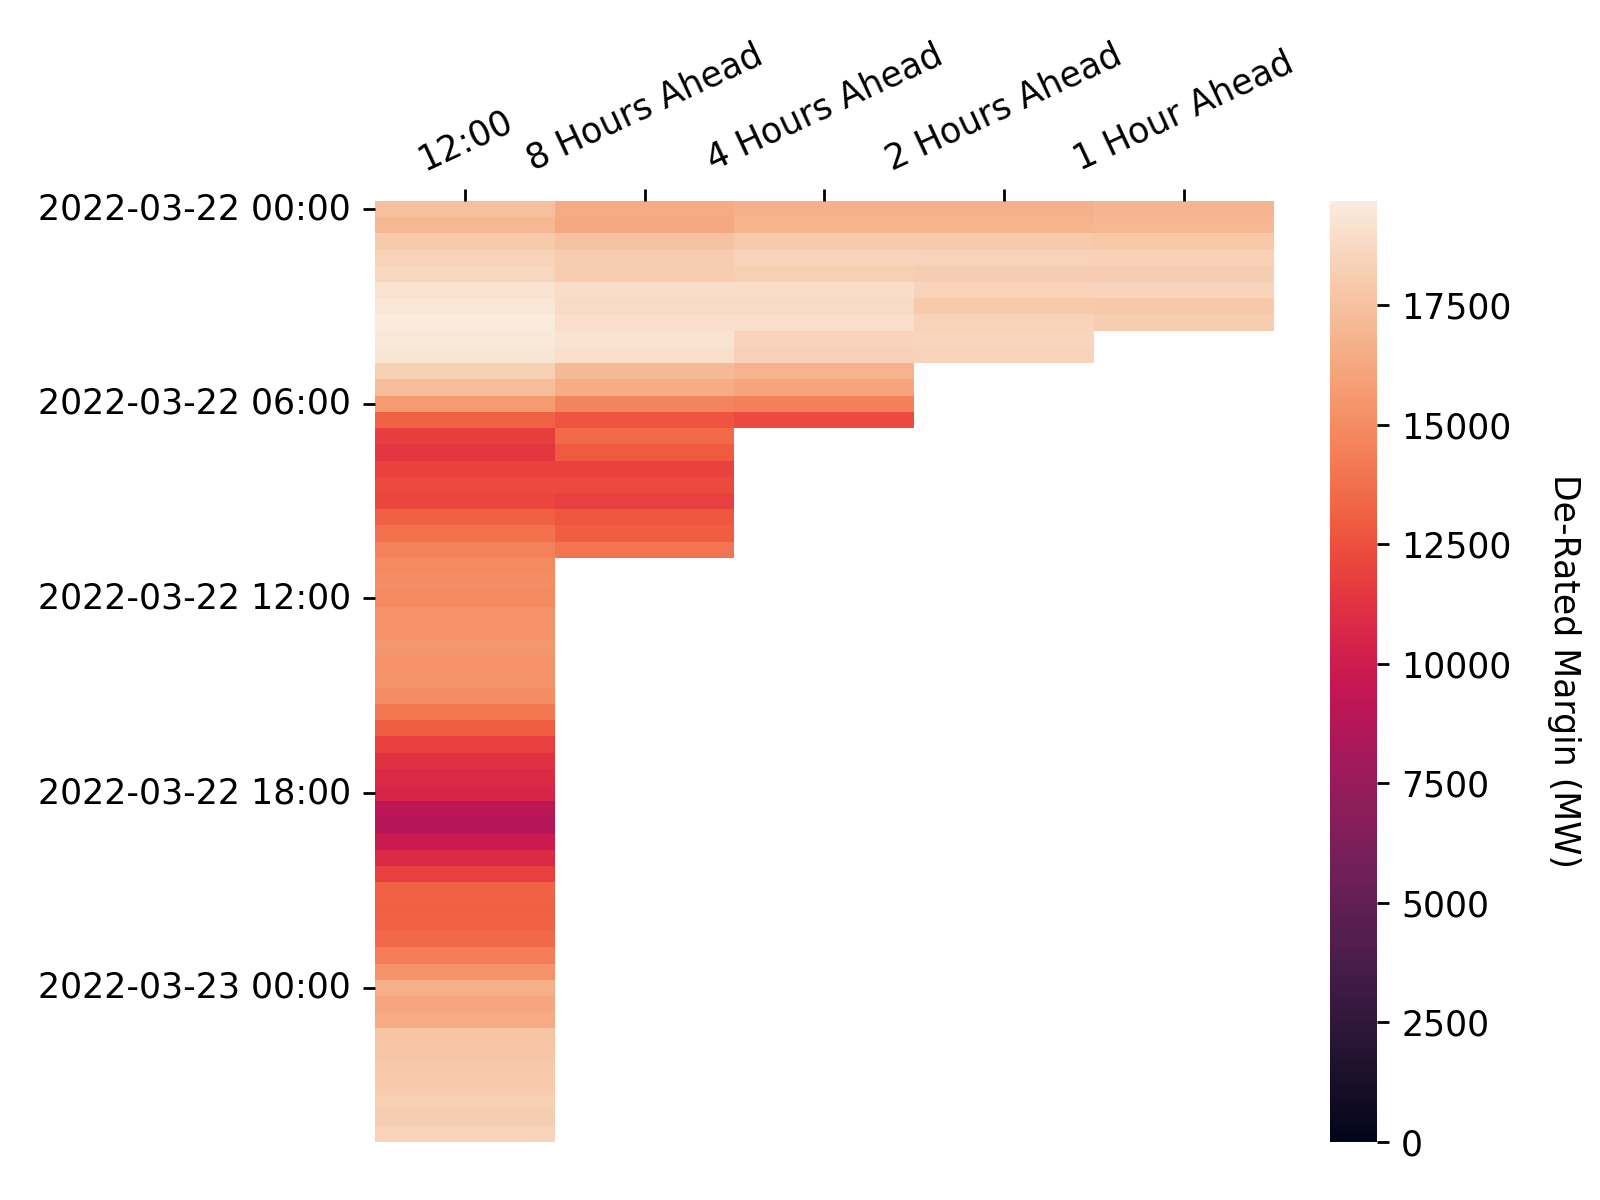 12:00
8 Hours Ahead
4 Hours Ahead
2 Hours Ahead
1 Hour Ahead
2022-03-22 00:00
2022-03-22 06:00
2022-03-22 12:00
2022-03-22 18:00
2022-03-23 00:00
17500
15000
12500
10000
7500
5000
2500
0
De-Rated Margin (MW)